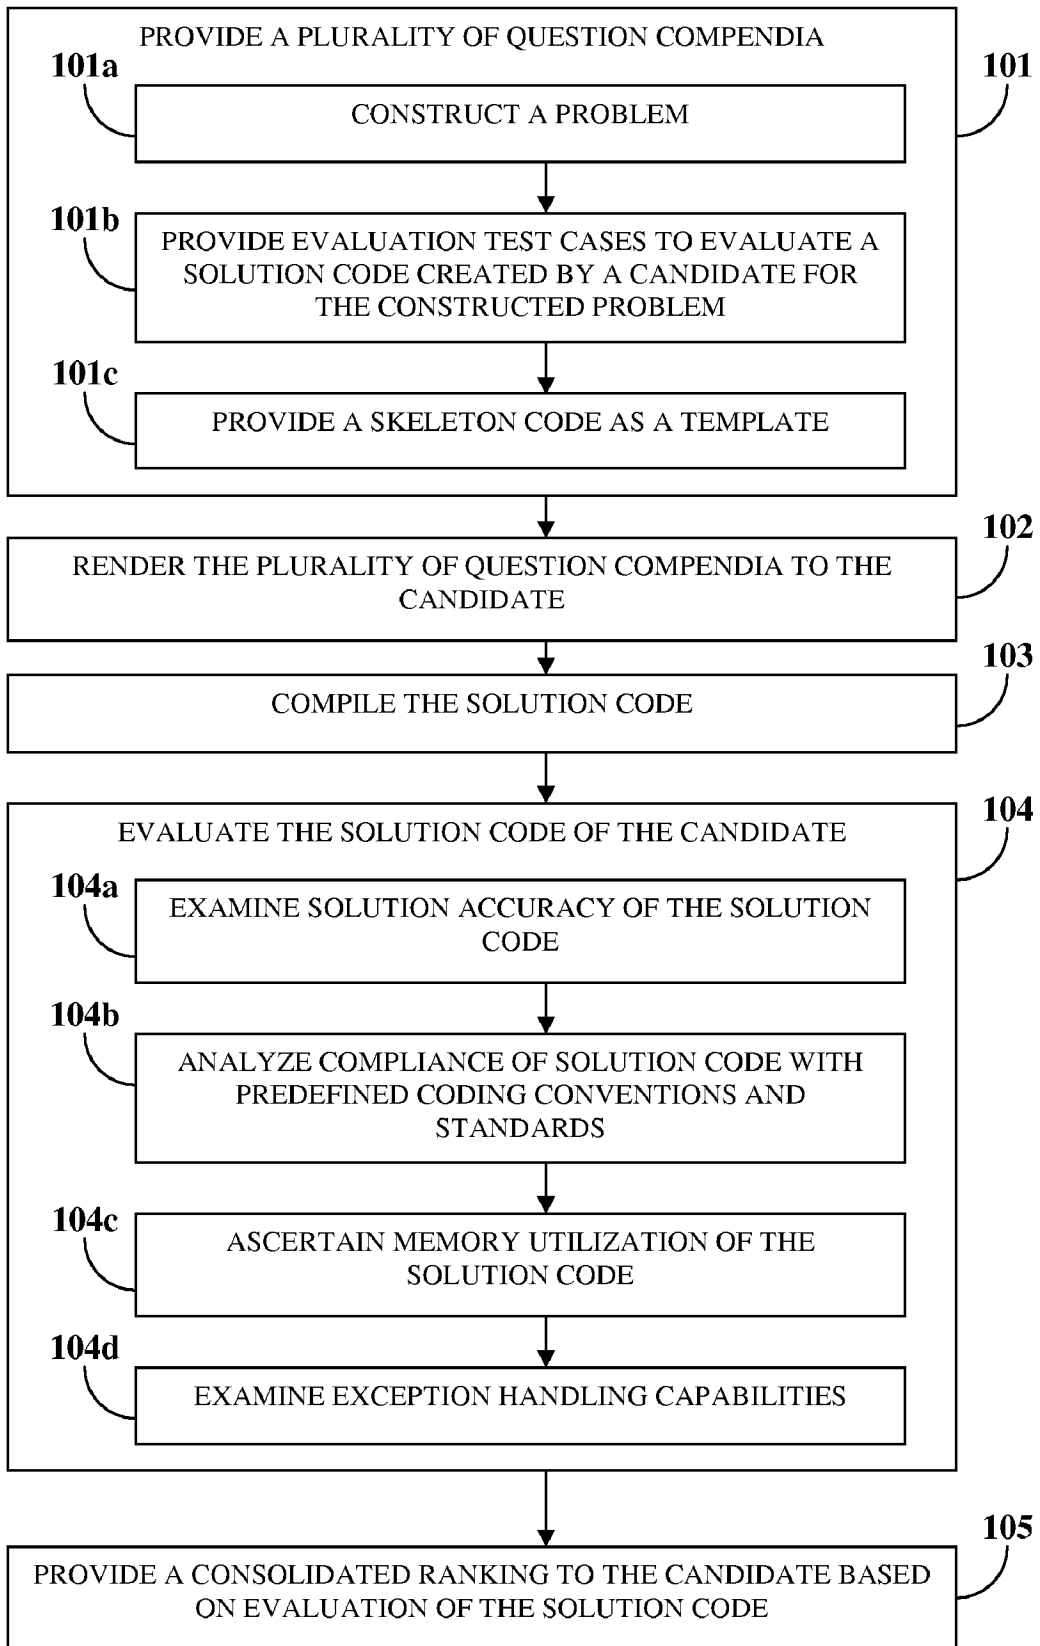 PROVIDE A PLURALITY OF QUESTION COMPENDIA
101a
101
CONSTRUCT A PROBLEM
101b
PROVIDE EVALUATION TEST CASES TO EVALUATE A
SOLUTION CODE CREATED BY A CANDIDATE FOR
THE CONSTRUCTED PROBLEM
101c
PROVIDE A SKELETON CODE AS A TEMPLATE
102
RENDER THE PLURALITY OF QUESTION COMPENDIA TO THE
CANDIDATE
103
COMPILE THE SOLUTION CODE
104
EVALUATE THE SOLUTION CODE OF THE CANDIDATE
104a
EXAMINE SOLUTION ACCURACY OF THE SOLUTION
CODE
104b
ANALYZE COMPLIANCE OF SOLUTION CODE WITH
PREDEFINED CODING CONVENTIONS AND
STANDARDS
104c
ASCERTAIN MEMORY UTILIZATION OF THE
SOLUTION CODE
104d
EXAMINE EXCEPTION HANDLING CAPABILITIES
105
PROVIDE A CONSOLIDATED RANKING TO THE CANDIDATE BASED
ON EVALUATION OF THE SOLUTION CODE